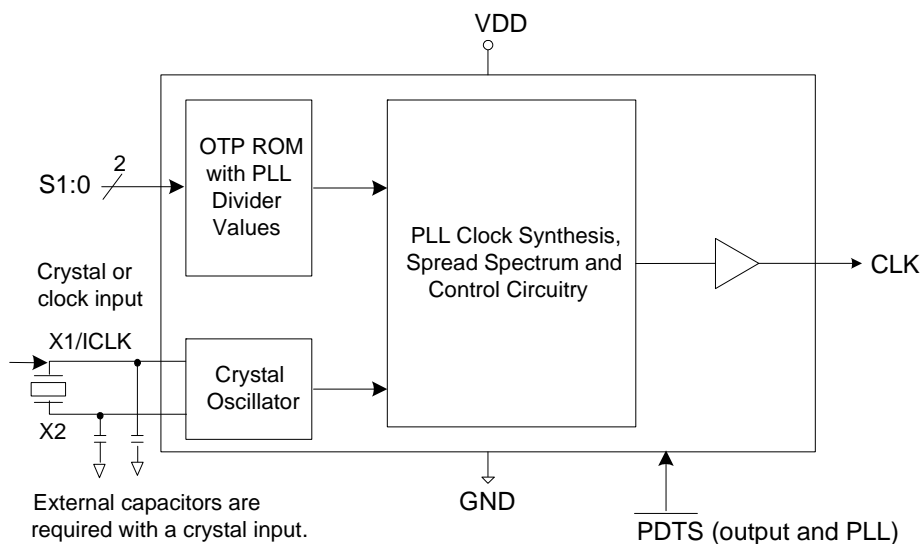 VDD
OTP ROM
with PLL
Divider
Values
2
S1:0
PLL Clock Synthesis,
Spread Spectrum and
Control Circuitry
CLK
Crystal or
clock input
X1/ICLK
Crystal
Oscillator
X2
External capacitors are
required with a crystal input.
GND
PDTS (output and PLL)